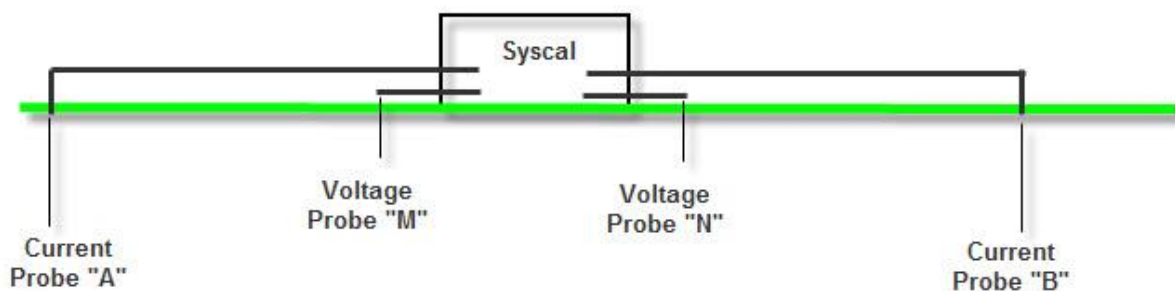 Syscal
Voltage
Probe "M"
Voltage
Probe "N"
Current
Probe "A"
Current
Probe "B"